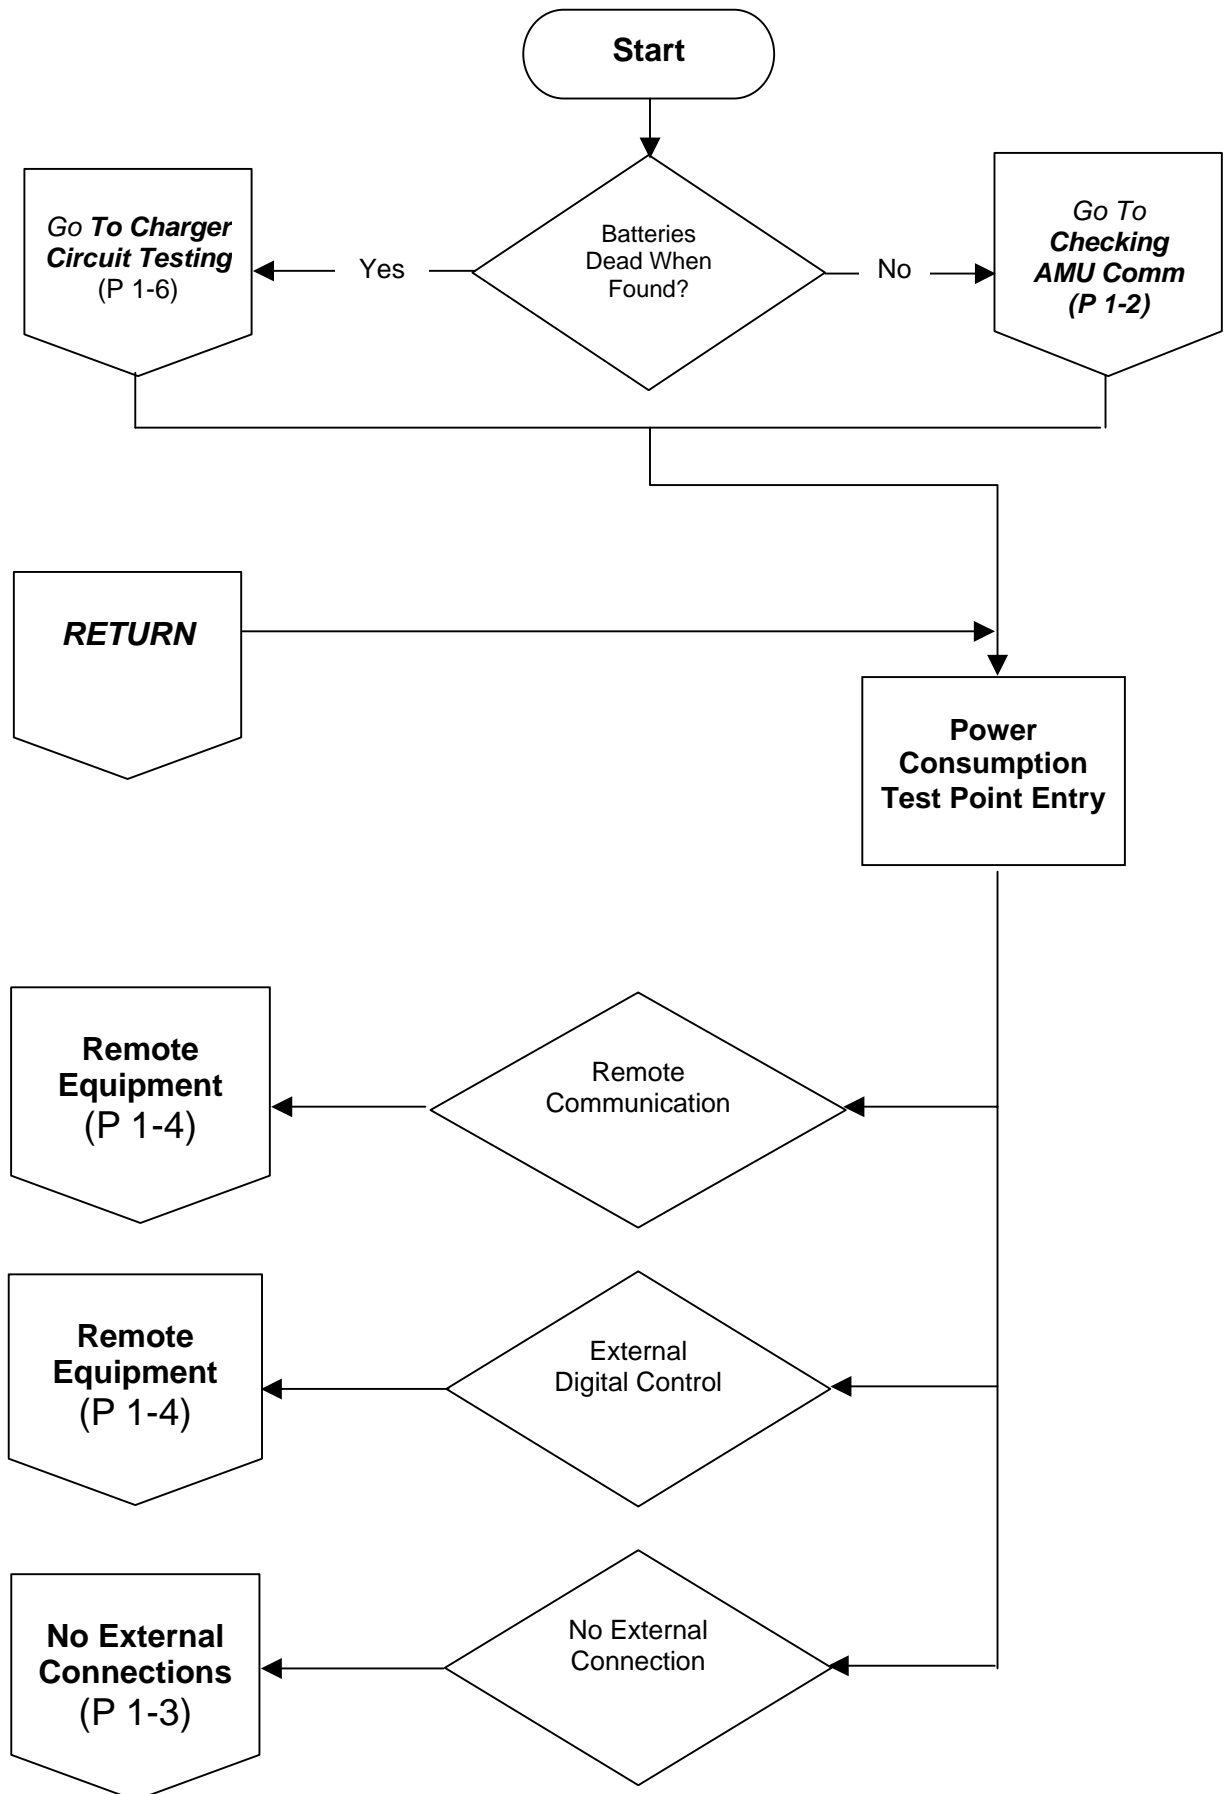 Start
Go To Charger
Circuit Testing
(P 1-6)
Yes
Batteries
Dead When
Found?
No
Go To
Checking
AMU Comm
(P 1-2)
RETURN
Power
Consumption
Test Point Entry
Remote
Equipment
(P 1-4)
Remote
Communication
Remote
Equipment
(P 1-4)
External
Digital Control
No External
Connections
(P 1-3)
No External
Connection